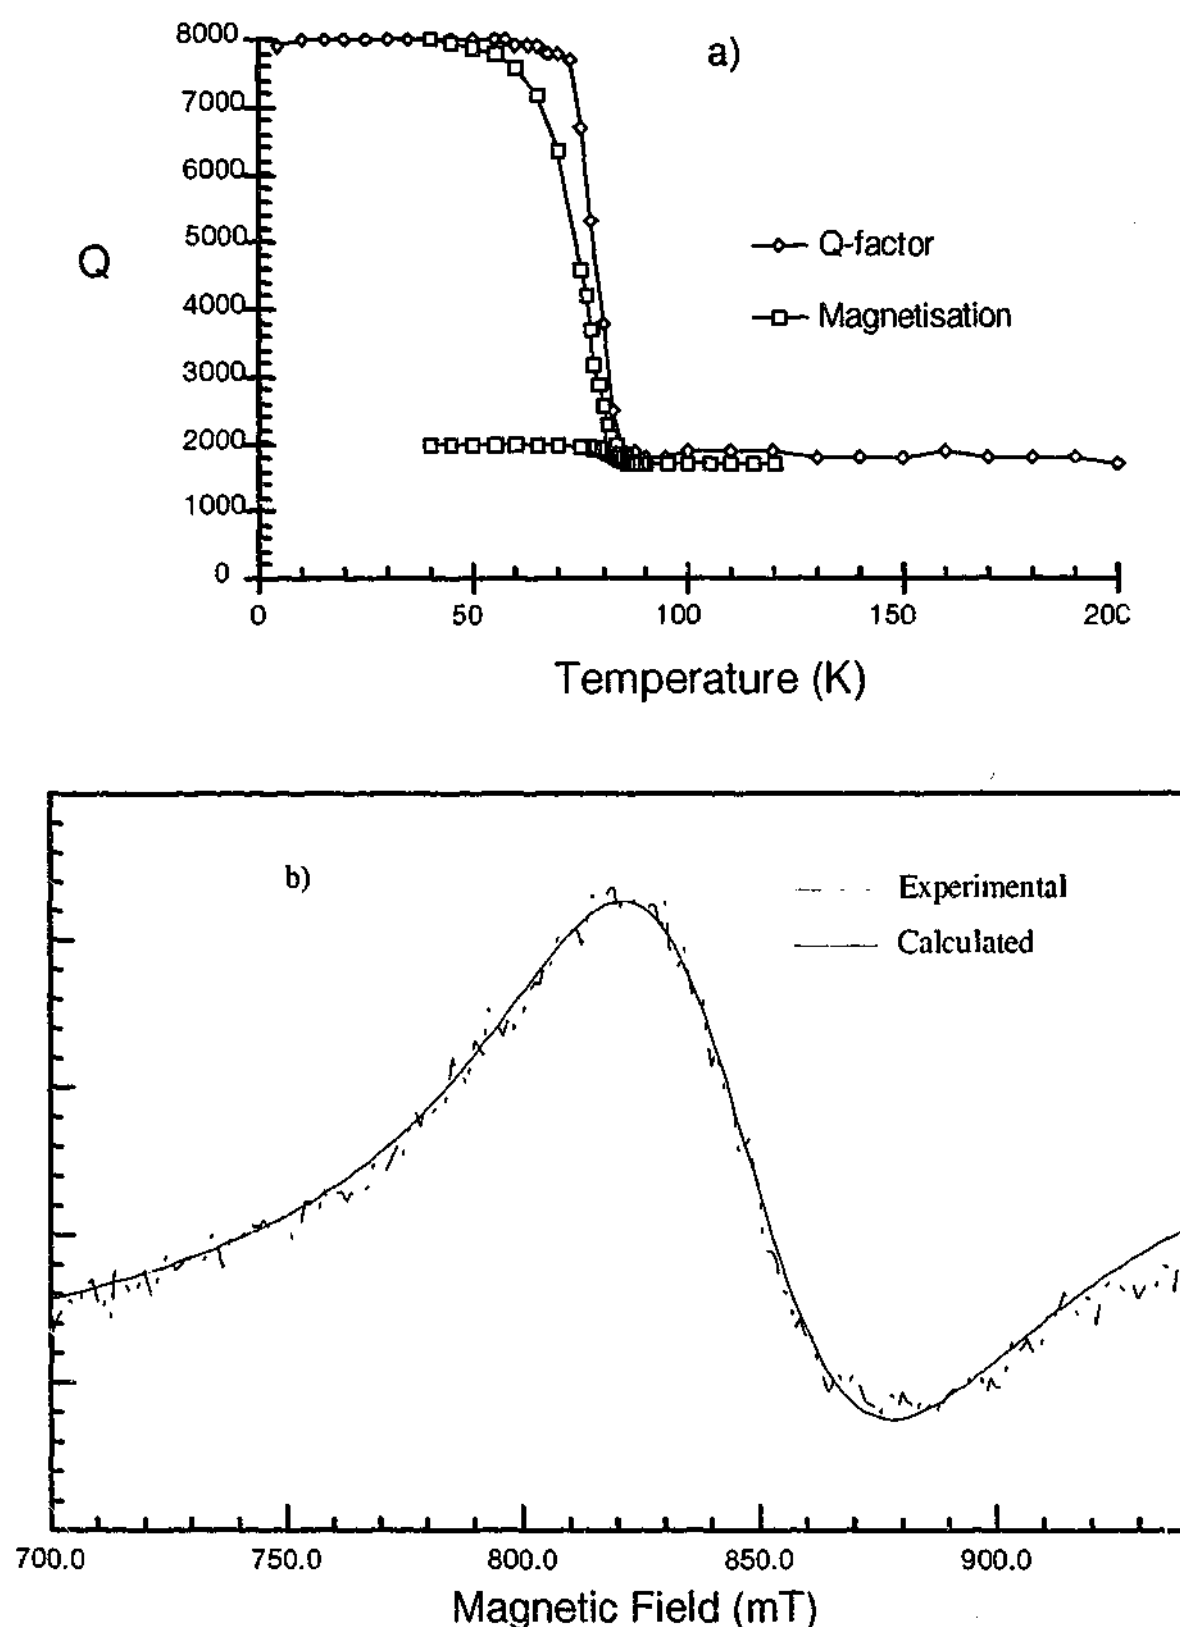 a)
8000
7000
6000
5000
4000
3000
2000
1000
0
Q
Q-factor
Magnetisation
0 50 100 150 200
Temperature (K)
b)
Experimental
Calculated
700.0 750.0 800.0 850.0 900.0
Magnetic Field (mT)